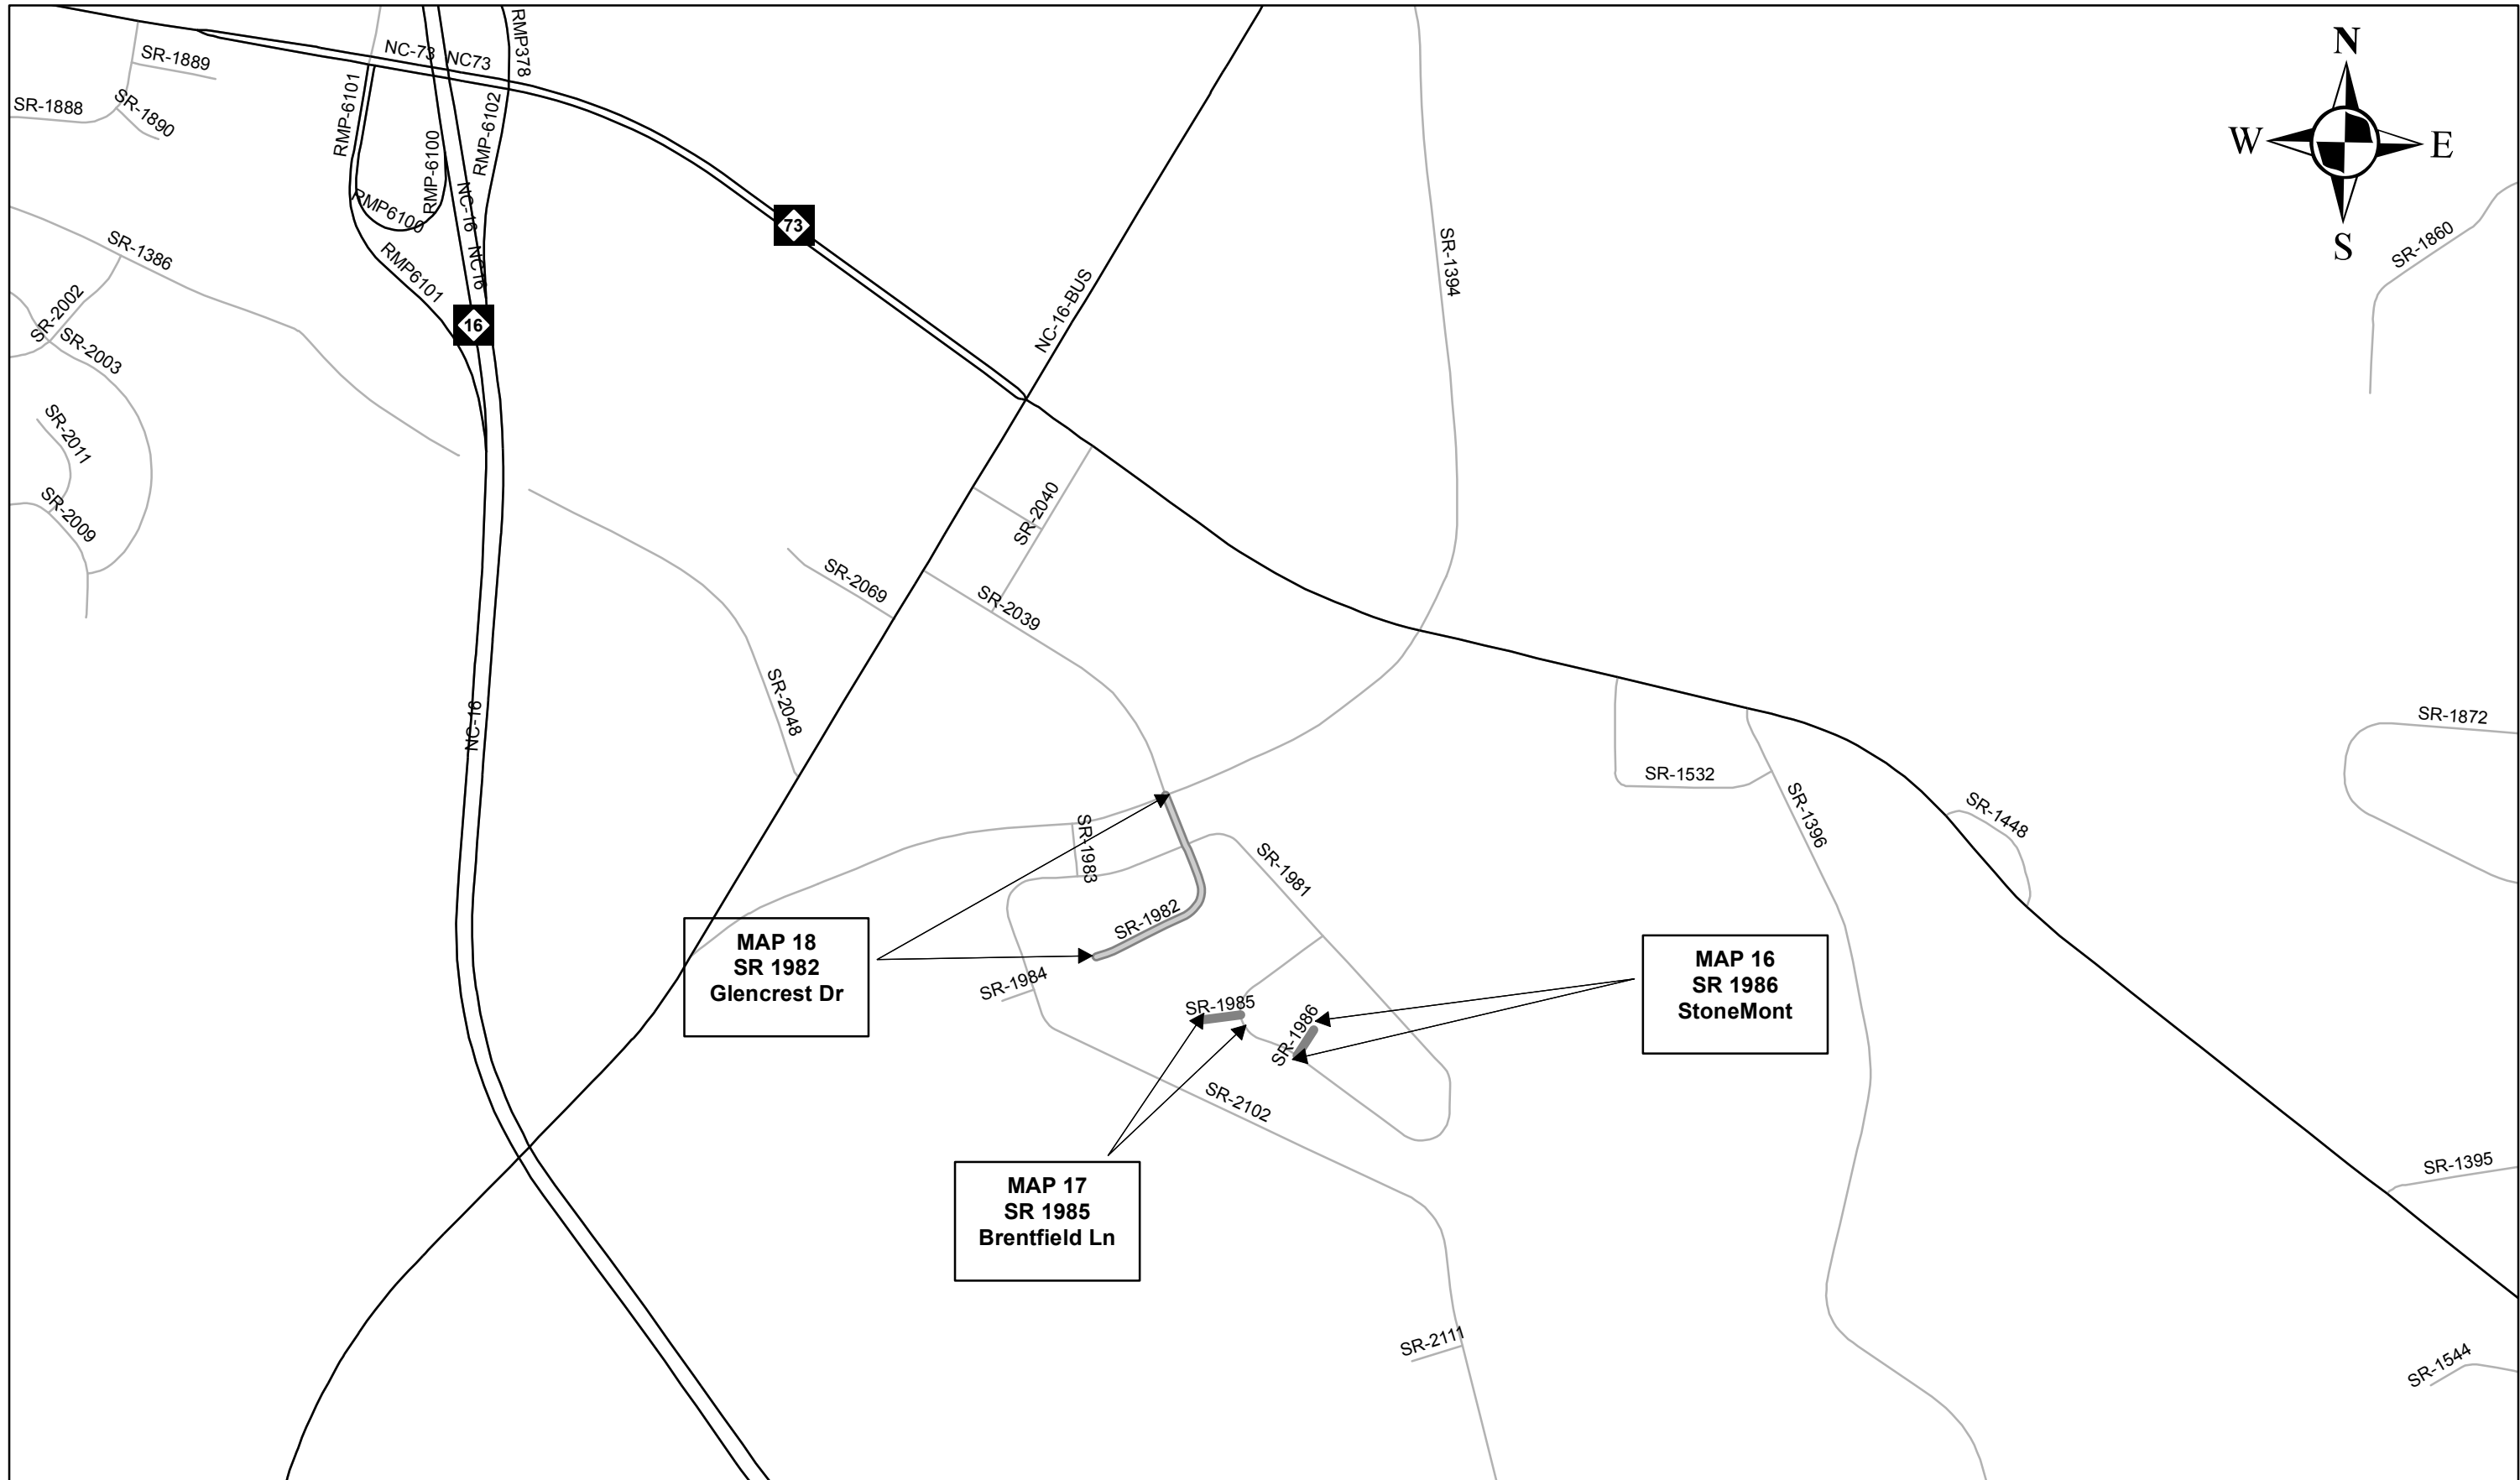 N
W
E
S
SR-1889
SR-1888
SR-1890
NC-73
NC73
RMP378
RMP-6101
RMP-6102
RMP-6100
RMP6100
NC-16
NC16
RMP6101
73
16
SR-1386
SR-2002
SR-2003
SR-2011
SR-2009
NC-16-BUS
SR-1394
SR-1860
SR-2040
SR-2069
SR-2039
SR-2048
NC-16
SR-1872
SR-1532
SR-1396
SR-1448
SR-1983
SR-1981
SR-1982
SR-1984
SR-1985
SR-1986
MAP 18
SR 1982
Glencrest Dr
MAP 16
SR 1986
StoneMont
SR-2102
MAP 17
SR 1985
Brentfield Ln
SR-1395
SR-2111
SR-1544